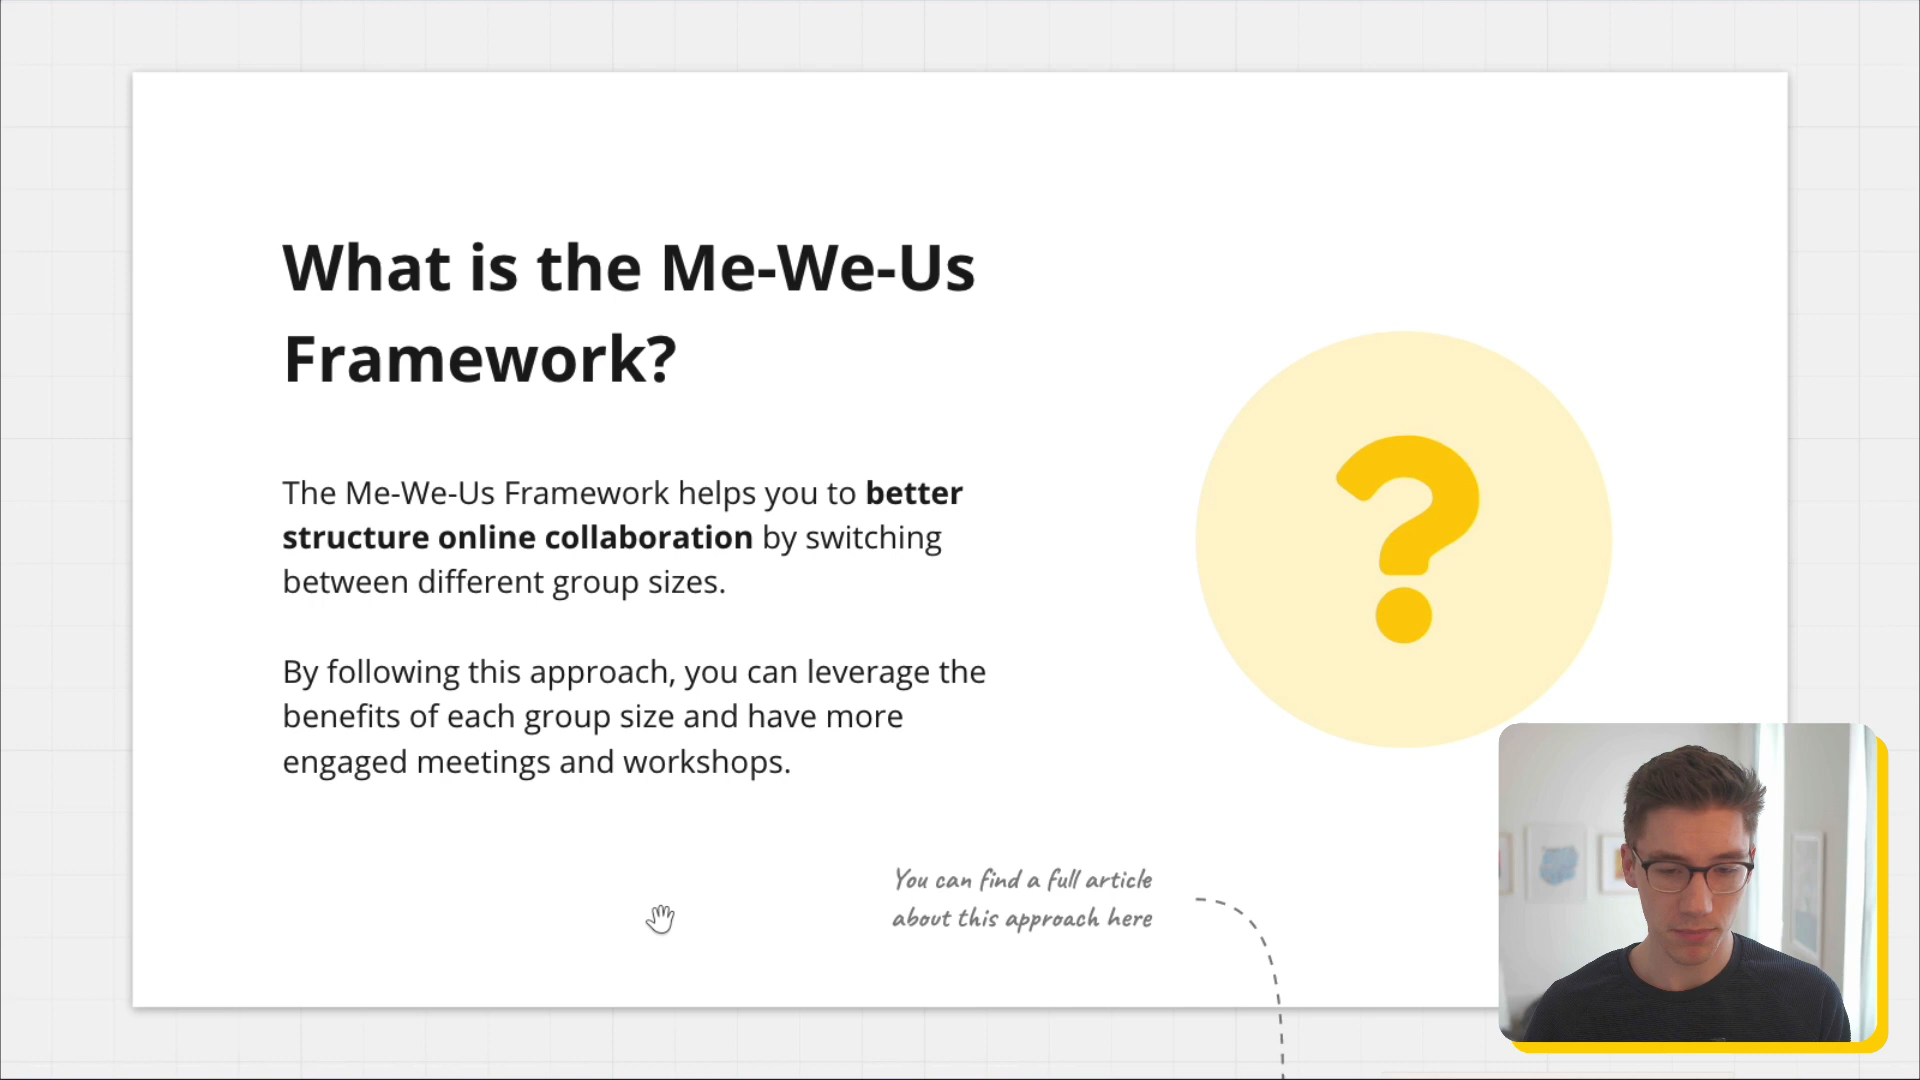 What is the Me-We-Us
Framework?
The Me-We-Us Framework helps you to better
structure online collaboration by switching
between different group sizes.
By following this approach, you can leverage the
benefits of each group size and have more
engaged meetings and workshops.
?
You can find a full article
about this approach here